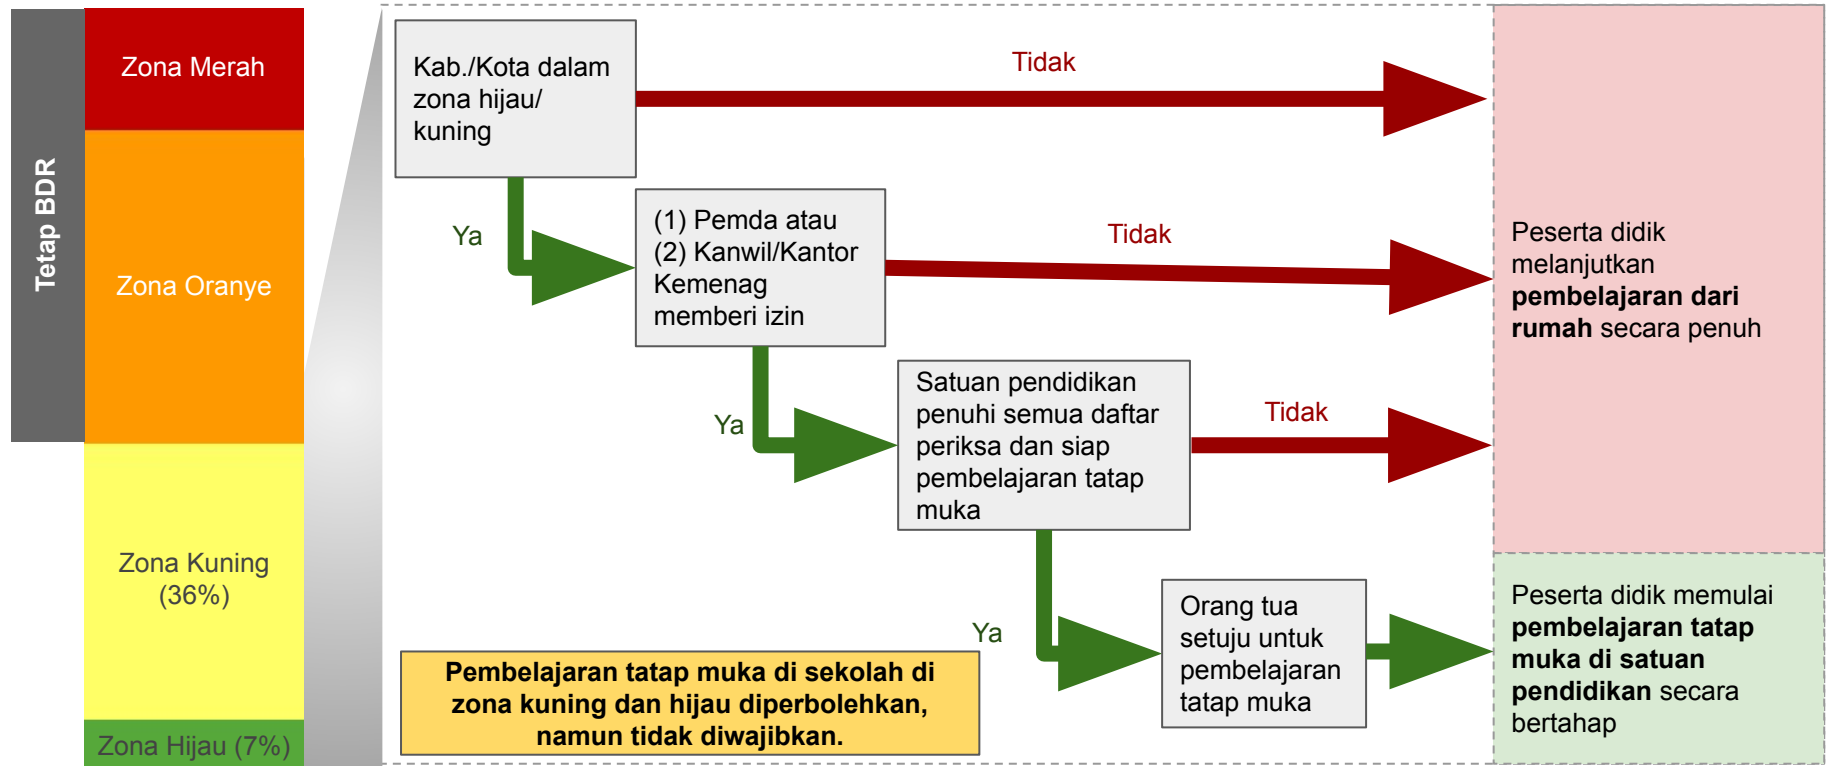 Tetap BDR
Zona Merah
Zona Oranye
Zona Kuning
(36%)
Zona Hijau (7%)
Kab./Kota dalam
zona hijau/
kuning
Tidak
Ya
(1) Pemda atau
(2) Kanwil/Kantor
Kemenag
memberi izin
Tidak
Ya
Satuan pendidikan
penuhi semua daftar
periksa dan siap
pembelajaran tatap
muka
Tidak
Ya
Orang tua
setuju untuk
pembelajaran
tatap muka
Peserta didik
melanjutkan
pembelajaran dari
rumah secara penuh
Peserta didik memulai
pembelajaran tatap
muka di satuan
pendidikan secara
bertahap
Pembelajaran tatap muka di sekolah di
zona kuning dan hijau diperbolehkan,
namun tidak diwajibkan.